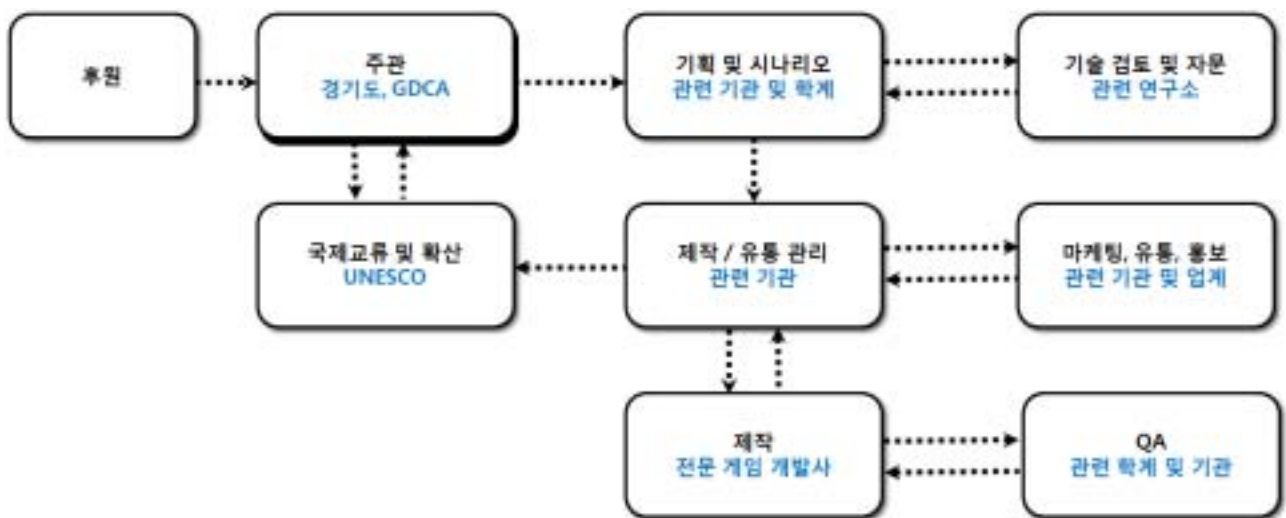 후원
주관
경기도, GDCA
기획 및 시나리오
관련 기관 및 학계
기술 검토 및 자문
관련 연구소
국제교류 및 확산
UNESCO
제작 / 유통 관리
관련 기관
마케팅, 유통, 홍보
관련 기관 및 업계
제작
전문 게임 개발사
QA
관련 학계 및 기관